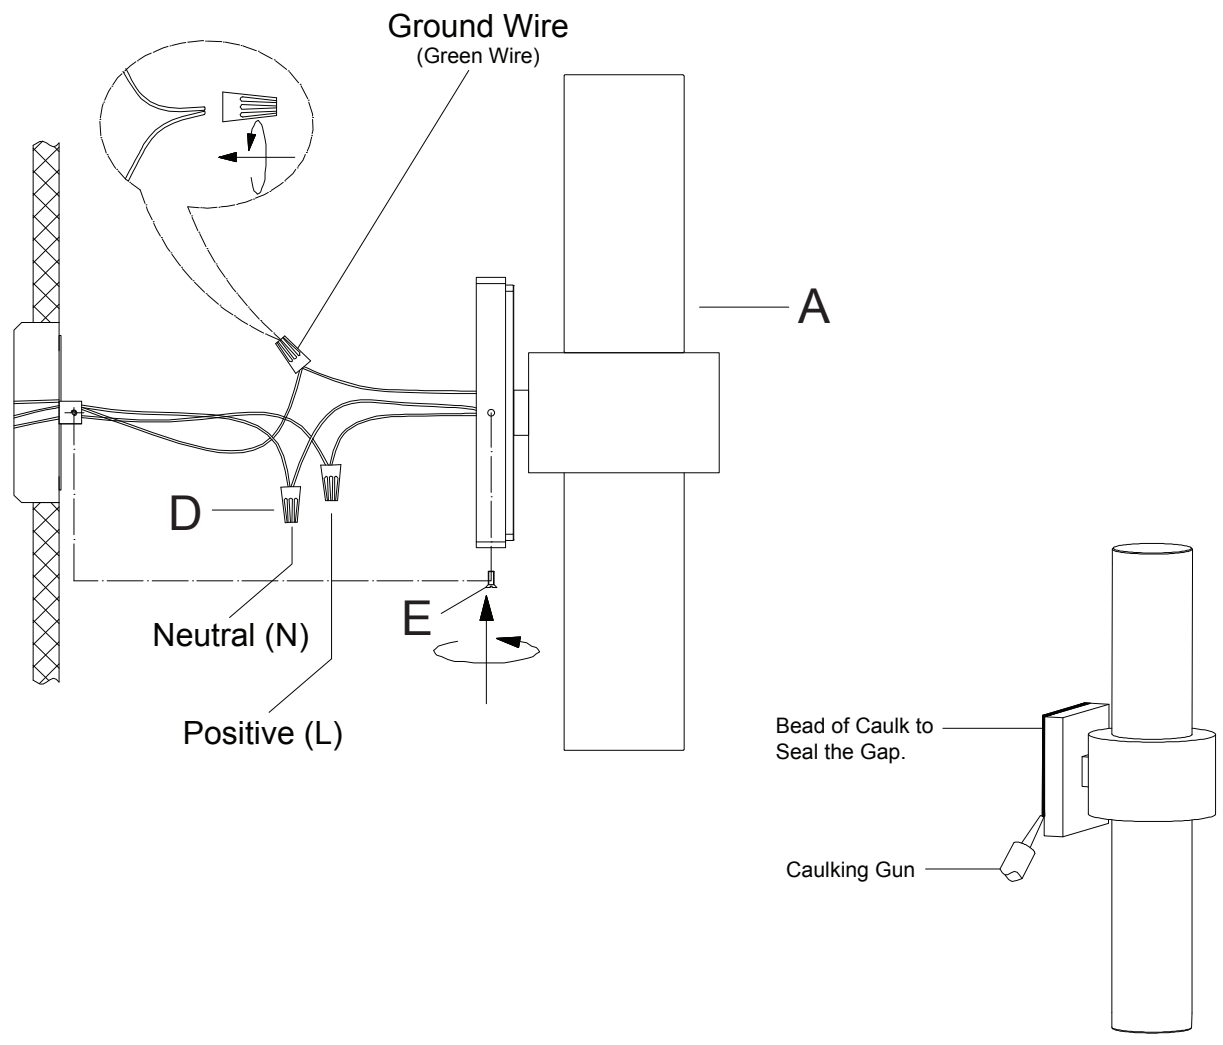 Ground Wire
(Green Wire)
A
D
E
Neutral (N)
Positive (L)
Bead of Caulk to
Seal the Gap.
Caulking Gun